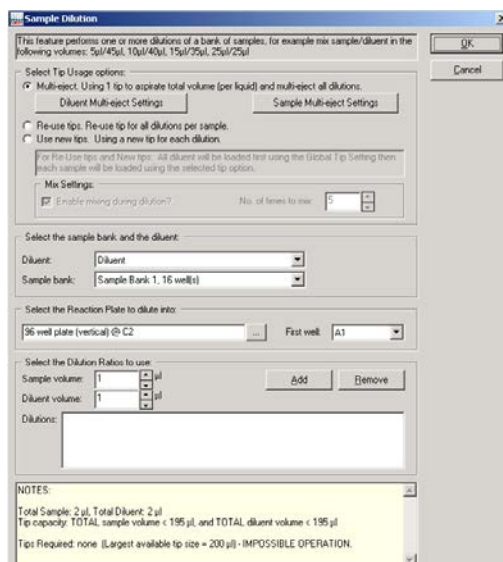 Sample Dilution
This feature performs one or more dilutions of a bank of samples, for example mix sample/diluent in the
following volumes: 5µl/45µl, 10µl/40µl, 15µl/35µl, 25µl/25µl
OK
Cancel
Select Tip Usage options:
Multi-eject. Using 1 tip to aspirate total volume (per liquid) and multi-eject all dilutions.
Diluent Multi-eject Settings
Sample Multi-eject Settings
Re-use tips. Re-use tip for all dilutions per sample.
Use new tips. Using a new tip for each dilution.
For Re-Use tips and New tips: All diluent will be loaded first using the Global Tip Setting then
each sample will be loaded using the selected tip option.
Mix Settings:
Enable mixing during dilution?
No. of times to mix:
5
Select the sample bank and the diluent:
Diluent:
Diluent
Sample bank:
Sample Bank 1, 16 well(s)
Select the Reaction Plate to dilute into:
96 well plate (vertical) @ C2
...
First well:
A1
Select the Dilution Ratios to use:
Sample volume:
1
µl
Add
Remove
Diluent volume:
1
µl
Dilutions:
NOTES:
Total Sample: 2 µl, Total Diluent: 2 µl
Tip capacity: TOTAL sample volume < 195 µl, and TOTAL diluent volume < 195 µl
Tips Required: none (Largest available tip size = 200 µl) - IMPOSSIBLE OPERATION.